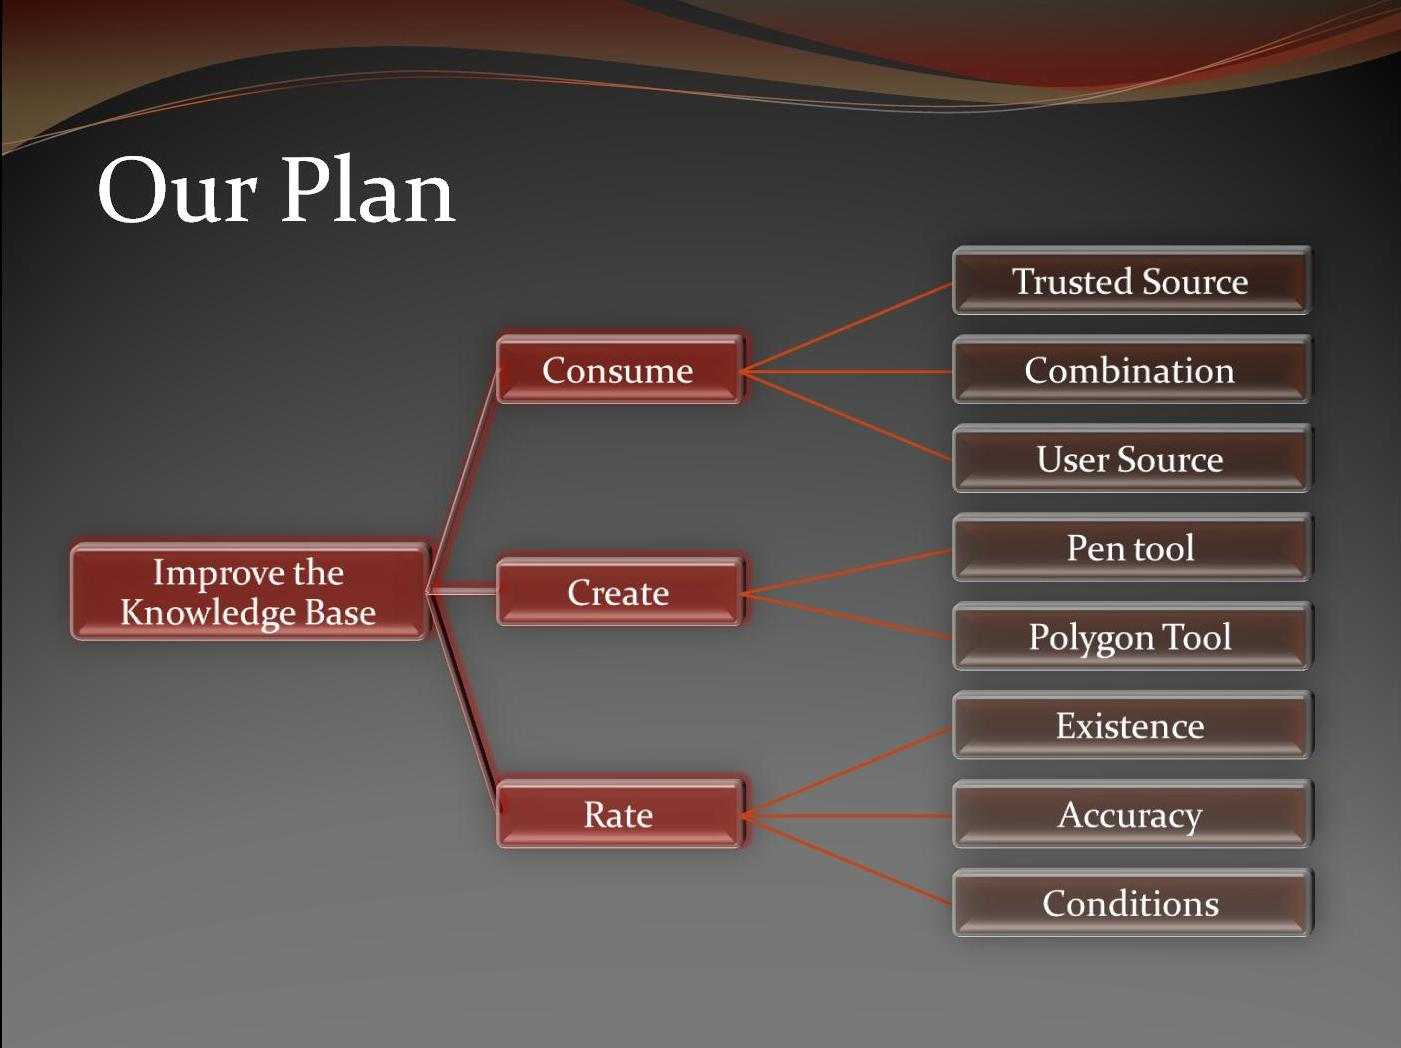 Our Plan
Trusted Source
Consume
Combination
User Source
Improve the
Knowledge Base
Create
Pen tool
Polygon Tool
Existence
Rate
Accuracy
Conditions